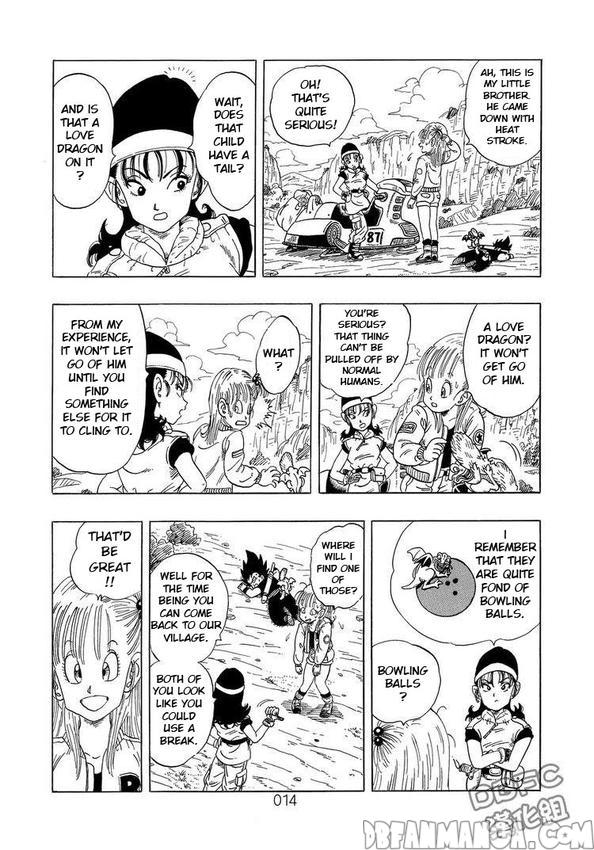 AH, THIS IS
MY LITTLE
BROTHER.
HE CAME
DOWN WITH
HEAT
STROKE.
OH!
THAT'S
QUITE
SERIOUS!
87
WAIT,
DOES
THAT
CHILD
HAVE A
TAIL?
AND IS
THAT A
LOVE
DRAGON
ON IT?
A LOVE
DRAGON?
IT WON'T
GET GO
OF HIM.
YOU'RE
SERIOUS?
THAT
THING CAN'T
BE PULLED
OFF BY
NORMAL
HUMANS.
WHAT
?
FROM MY
EXPERIENCE,
IT WON'T LET
GO OF HIM
UNTIL YOU
FIND
SOMETHING
ELSE FOR IT
TO CLING TO.
I
REMEMBER
THAT THEY
ARE QUITE
FOND OF
BOWLING
BALLS.
BOWLING
BALLS
?
WHERE
WILL I FIND
ONE OF
THOSE?
WELL FOR
THE TIME
BEING YOU
CAN COME
BACK TO OUR
VILLAGE.
BOTH OF
YOU LOOK
LIKE YOU
COULD
USE A
BREAK.
THAT'D
BE
GREAT
!!
014
DBFC
DBFANMANGA.COM